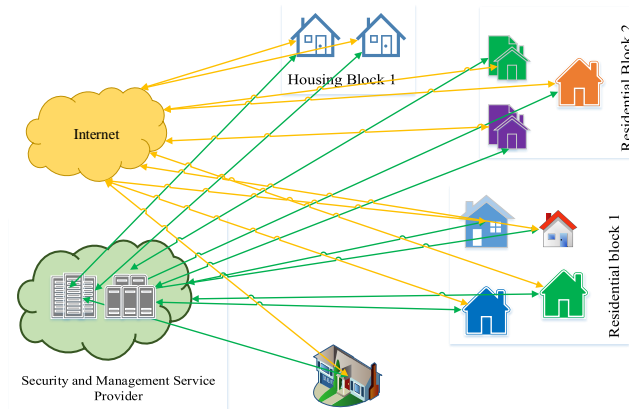 Housing Block 1
Residential Block 2
Internet
Residential block 1
Security and Management Service
Provider